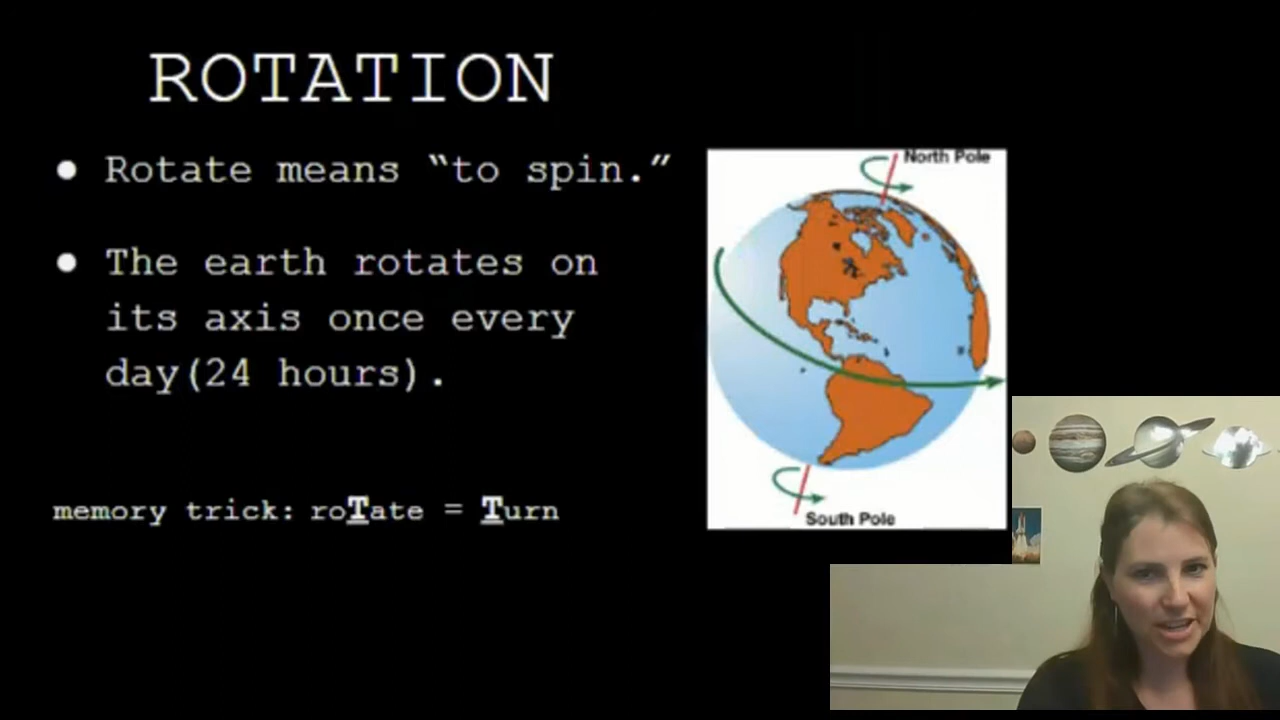 ROTATION
● Rotate means “to spin.”
● The earth rotates on
its axis once every
day(24 hours).
memory trick: roTate = Turn
North Pole
South Pole